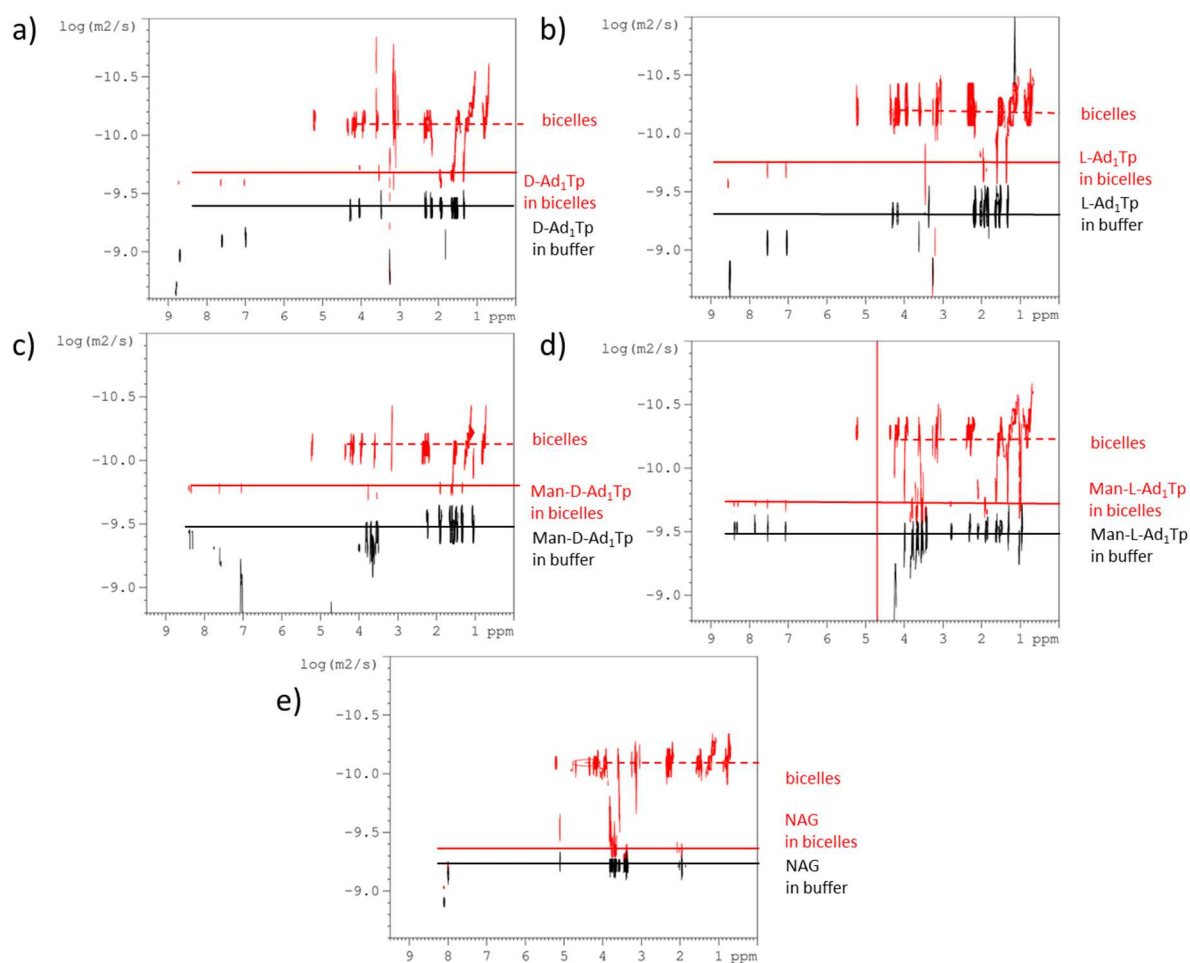 a)
log(m2/s)
-10.5
-10.0
-9.5
-9.0
9 8 7 6 5 4 3 2 1 ppm
bicelles
D-Ad₁Tp
in bicelles
D-Ad₁Tp
in buffer
b)
log(m2/s)
-10.5
-10.0
-9.5
-9.0
9 8 7 6 5 4 3 2 1 ppm
bicelles
L-Ad₁Tp
in bicelles
L-Ad₁Tp
in buffer
c)
log(m2/s)
-10.5
-10.0
-9.5
-9.0
9 8 7 6 5 4 3 2 1 ppm
bicelles
Man-D-Ad₁Tp
in bicelles
Man-D-Ad₁Tp
in buffer
d)
log(m2/s)
-10.5
-10.0
-9.5
-9.0
9 8 7 6 5 4 3 2 1 ppm
bicelles
Man-L-Ad₁Tp
in bicelles
Man-L-Ad₁Tp
in buffer
e)
log(m2/s)
-10.5
-10.0
-9.5
-9.0
9 8 7 6 5 4 3 2 1 ppm
bicelles
NAG
in bicelles
NAG
in buffer